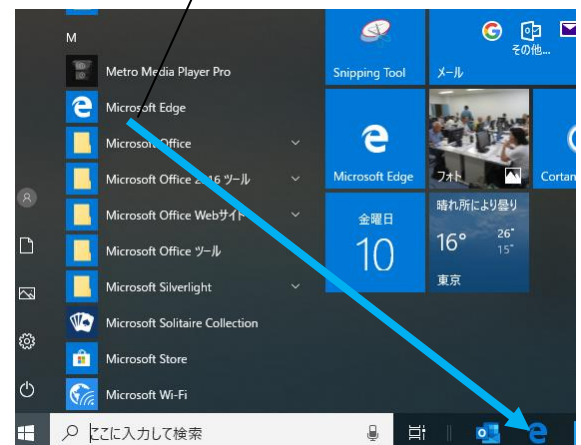 M
Metro Media Player Pro
Microsoft Edge
Microsoft Office
Microsoft Office 2016 ツール
Microsoft Office Webサイト
Microsoft Office ツール
Microsoft Silverlight
Microsoft Solitaire Collection
Microsoft Store
Microsoft Wi-Fi
Snipping Tool
その他...
メール
Microsoft Edge
フォト
Cortan
金曜日
10
晴れ所により曇り
16°
26°
15°
東京
ここに入力して検索